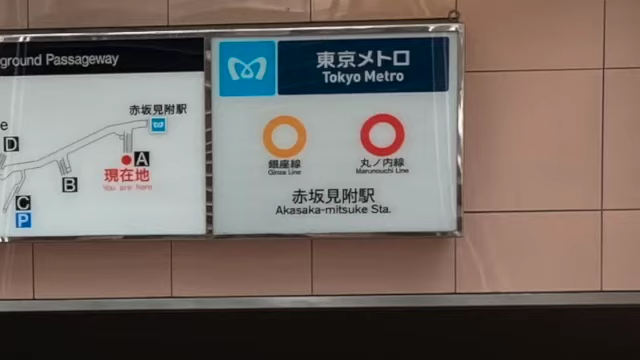 ground Passageway
赤坂見附駅
e
D
A
現在地
You are here
B
C
P
東京メトロ
Tokyo Metro
銀座線
Ginza Line
丸ノ内線
Marunouchi Line
赤坂見附駅
Akasaka-mitsuke Sta.